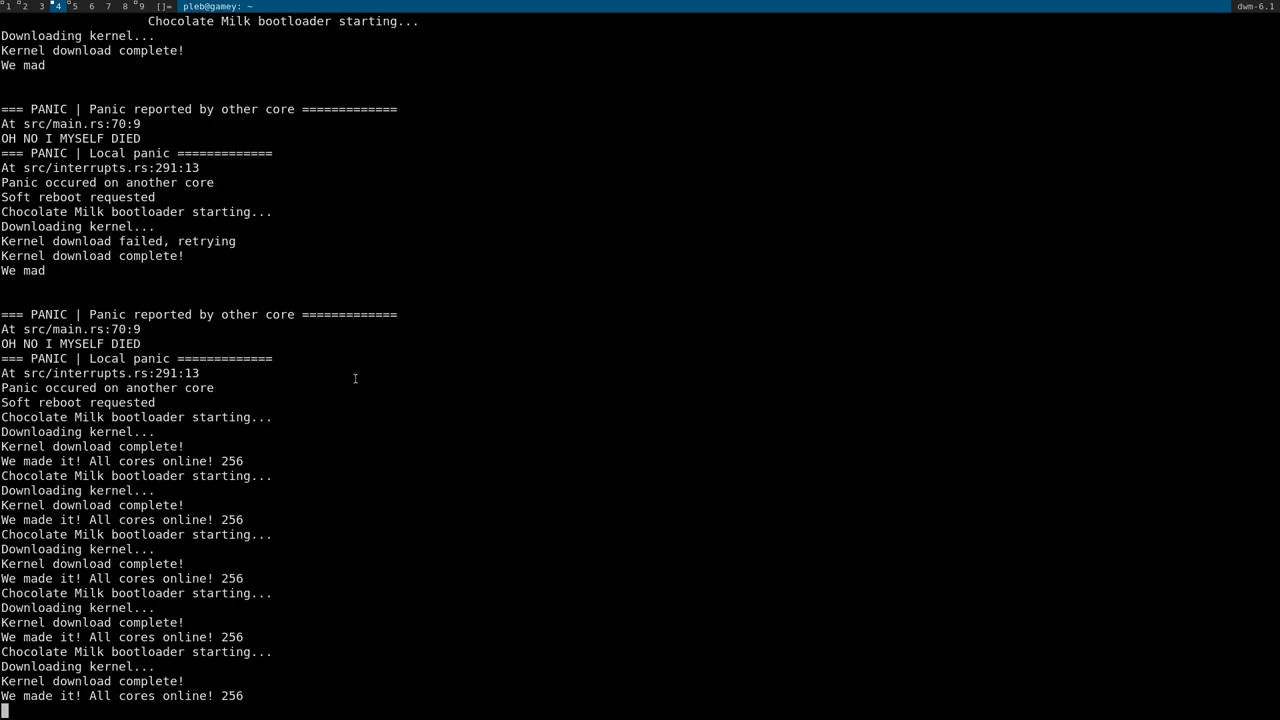 1 2 3 4 5 6 7 8 9 []= pleb@gamey: ~ dwm-6.1
Chocolate Milk bootloader starting...
Downloading kernel...
Kernel download complete!
We mad
=== PANIC | Panic reported by other core =============
At src/main.rs:70:9
OH NO I MYSELF DIED
=== PANIC | Local panic =============
At src/interrupts.rs:291:13
Panic occured on another core
Soft reboot requested
Chocolate Milk bootloader starting...
Downloading kernel...
Kernel download failed, retrying
Kernel download complete!
We mad
=== PANIC | Panic reported by other core =============
At src/main.rs:70:9
OH NO I MYSELF DIED
=== PANIC | Local panic =============
At src/interrupts.rs:291:13
Panic occured on another core
Soft reboot requested
Chocolate Milk bootloader starting...
Downloading kernel...
Kernel download complete!
We made it! All cores online! 256
Chocolate Milk bootloader starting...
Downloading kernel...
Kernel download complete!
We made it! All cores online! 256
Chocolate Milk bootloader starting...
Downloading kernel...
Kernel download complete!
We made it! All cores online! 256
Chocolate Milk bootloader starting...
Downloading kernel...
Kernel download complete!
We made it! All cores online! 256
Chocolate Milk bootloader starting...
Downloading kernel...
Kernel download complete!
We made it! All cores online! 256